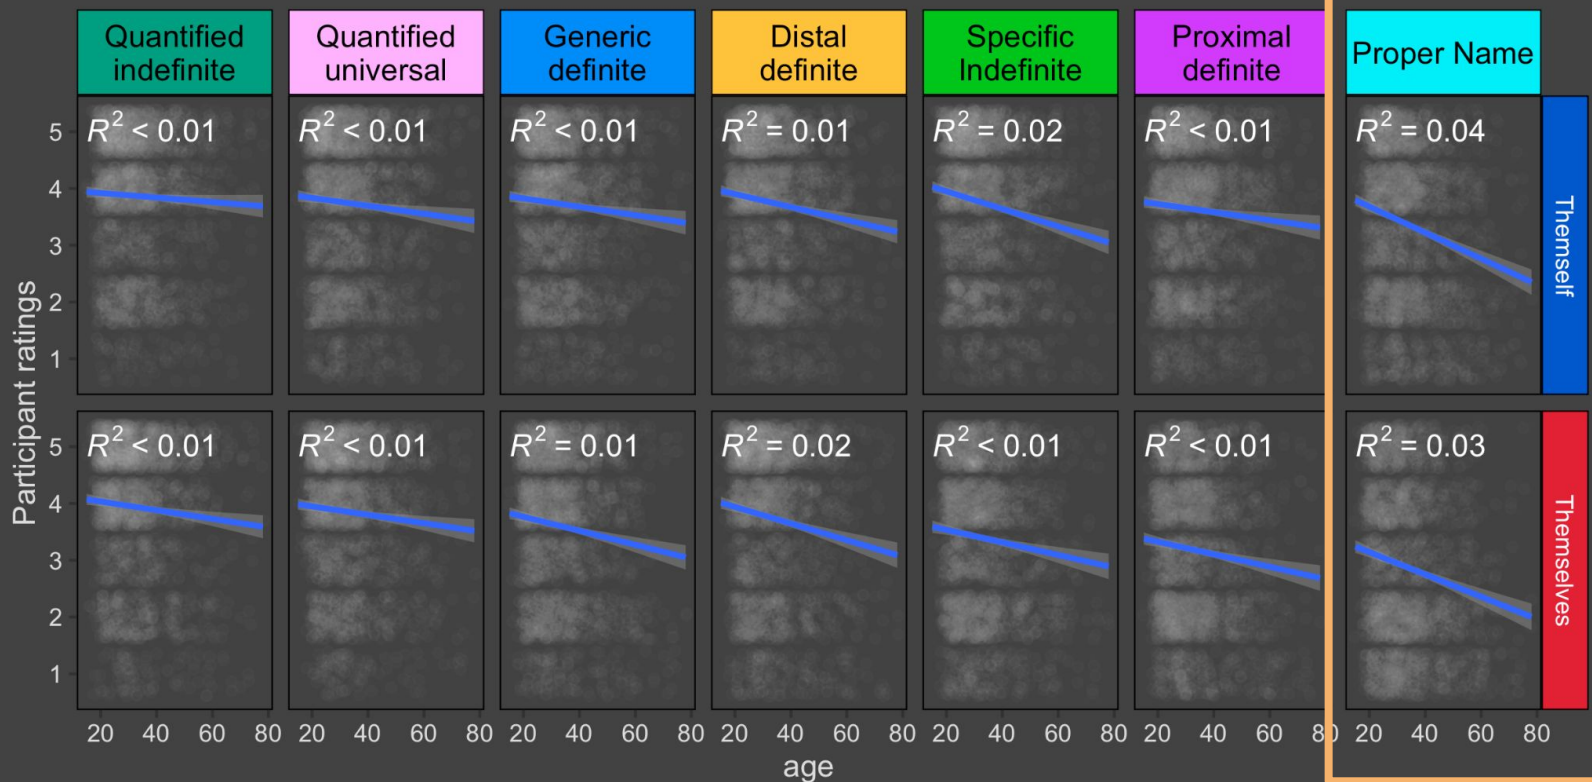 Quantified
indefinite
Quantified
universal
Generic
definite
Distal
definite
Specific
Indefinite
Proximal
definite
Proper Name
R² < 0.01
R² < 0.01
R² < 0.01
R² = 0.01
R² = 0.02
R² < 0.01
R² = 0.04
5
4
3
2
1
Themself
Participant ratings
R² < 0.01
R² < 0.01
R² = 0.01
R² = 0.02
R² < 0.01
R² < 0.01
R² = 0.03
5
4
3
2
1
Themselves
20 40 60 80 20 40 60 80 20 40 60 80 20 40 60 80 20 40 60 80 20 40 60 80 20 40 60 80
age